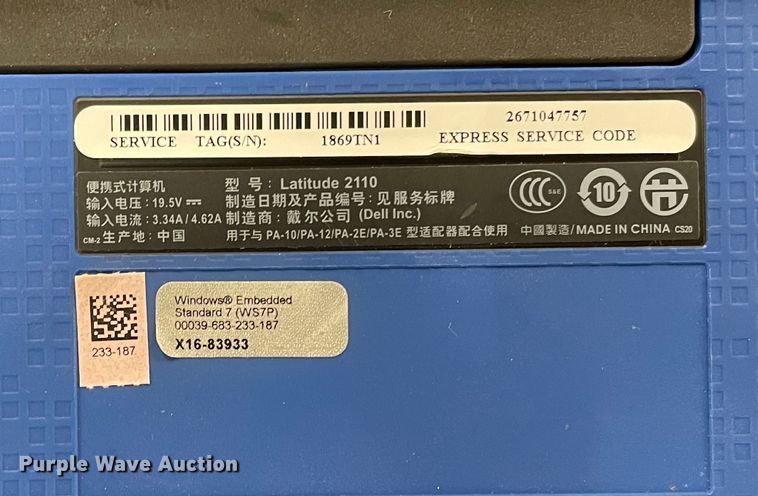 2671047757
SERVICE TAG(S/N): 1869TN1 EXPRESS SERVICE CODE
便携式计算机 型 号: Latitude 2110
输入电压: 19.5V⎓ 制造日期及产品编号: 见服务标牌
输入电流: 3.34A / 4.62A 制造商: 戴尔公司 (Dell Inc.)
CM-2 生产地: 中国 用于与 PA-10/PA-12/PA-2E/PA-3E 型适配器配合使用
CCC S&E 10
中國製造/MADE IN CHINA CS20
Windows® Embedded
Standard 7 (WS7P)
00039-683-233-187
X16-83933
233-187
Purple Wave Auction